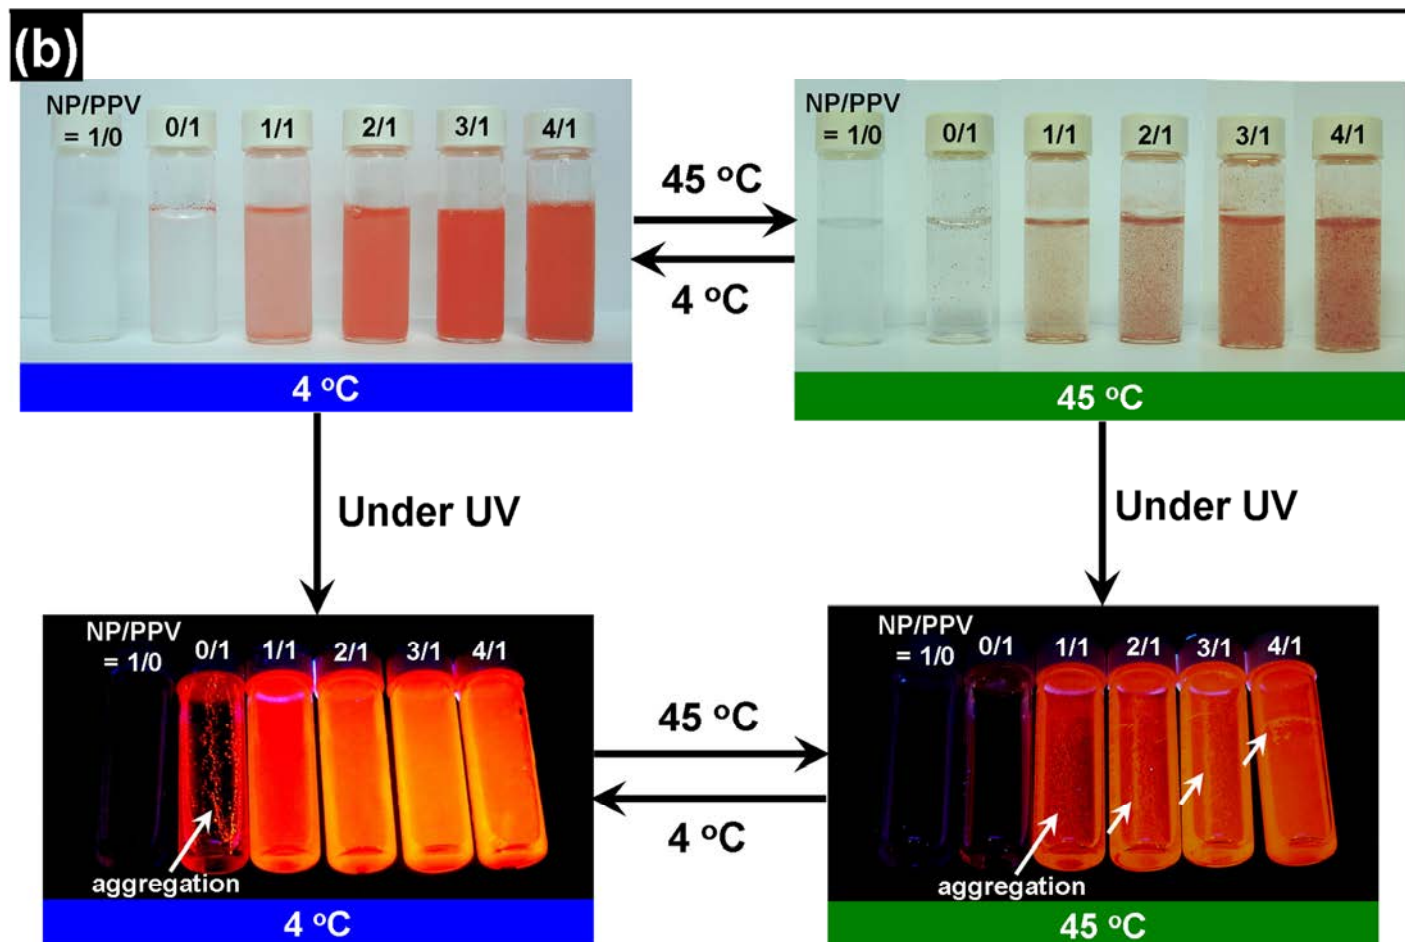 (b)
NP/PPV
= 1/0
0/1
1/1
2/1
3/1
4/1
4 °C
45 °C
4 °C
NP/PPV
= 1/0
0/1
1/1
2/1
3/1
4/1
45 °C
Under UV
Under UV
NP/PPV
= 1/0
0/1
1/1
2/1
3/1
4/1
aggregation
4 °C
45 °C
4 °C
NP/PPV
= 1/0
0/1
1/1
2/1
3/1
4/1
aggregation
45 °C